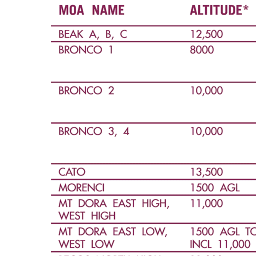 MOA NAME ALTITUDE*
BEAK A, B, C 12,500
BRONCO 1 8000
BRONCO 2 10,000
BRONCO 3, 4 10,000
CATO 13,500
MORENCI 1500 AGL
MT DORA EAST HIGH, 11,000
WEST HIGH
MT DORA EAST LOW, 1500 AGL TO
WEST LOW INCL 11,000